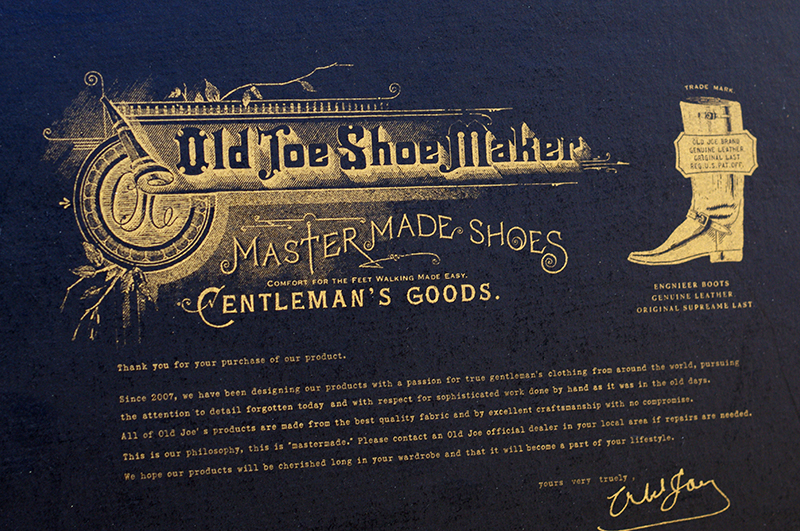 Old Joe Shoe Maker
MASTER MADE SHOES
COMFORT FOR THE FEET WALKING MADE EASY.
GENTLEMAN'S GOODS.
TRADE MARK.
OLD JOE BRAND
GENUINE LEATHER
ORIGINAL LAST
REG. U.S. PAT. OFF.
ENGNIEER BOOTS
GENUINE LEATHER
ORIGINAL SUPREAME LAST
Thank you for your purchase of our product.
Since 2007, we have been designing our products with a passion for true gentleman's clothing from around the world, pursuing
the attention to detail forgotten today and with respect for sophisticated work done by hand as it was in the old days.
All of Old Joe's products are made from the best quality fabric and by excellent craftsmanship with no compromise.
This is our philosophy, this is "mastermade." Please contact an Old Joe official dealer in your local area if repairs are needed.
We hope our products will be cherished long in your wardrobe and that it will become a part of your lifestyle.
yours very truely,